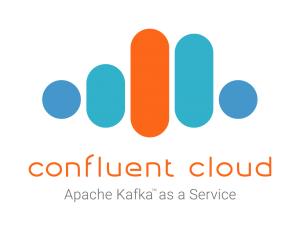 confluent cloud
Apache Kafka™ as a Service